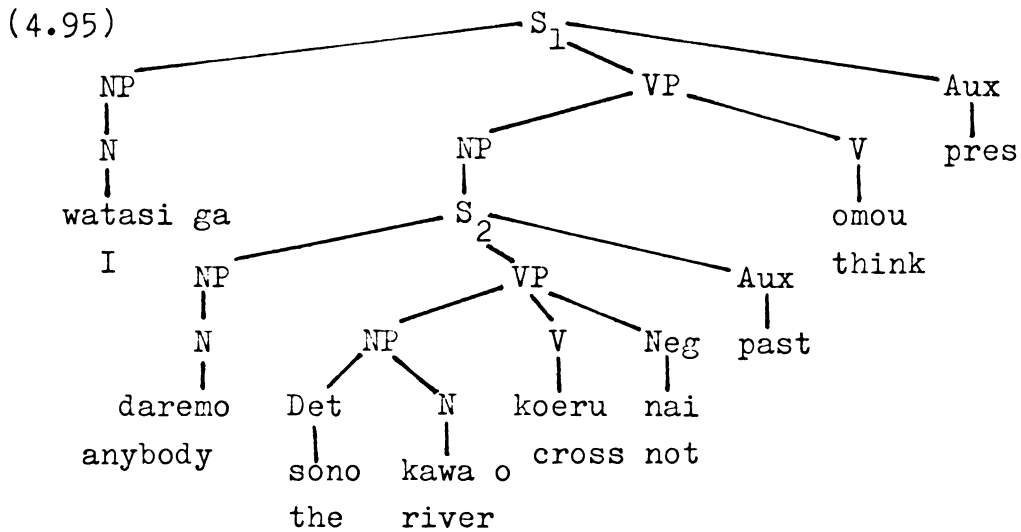 (4.95)
S1
NP VP Aux
N NP V pres
watasi ga S2 omou
I think
NP VP Aux
N NP V Neg past
daremo Det N koeru nai
anybody cross not
sono kawa o
the river